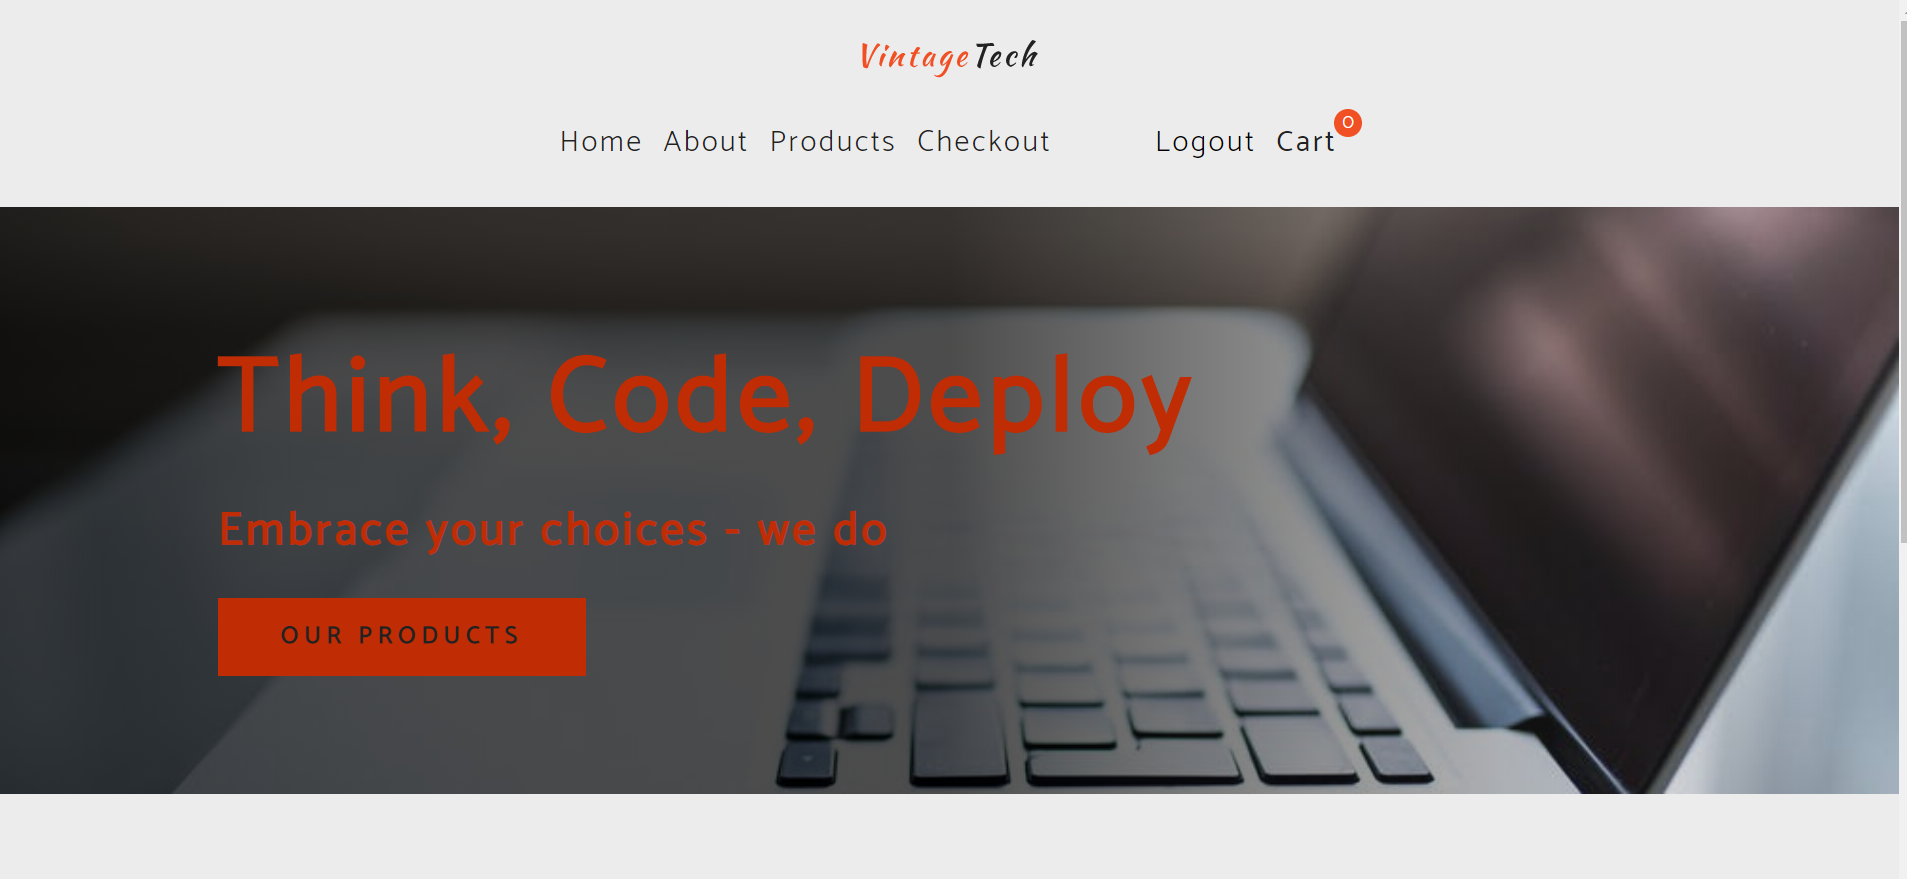 VintageTech
Home About Products Checkout Logout Cart 0
Think, Code, Deploy
Embrace your choices - we do
OUR PRODUCTS